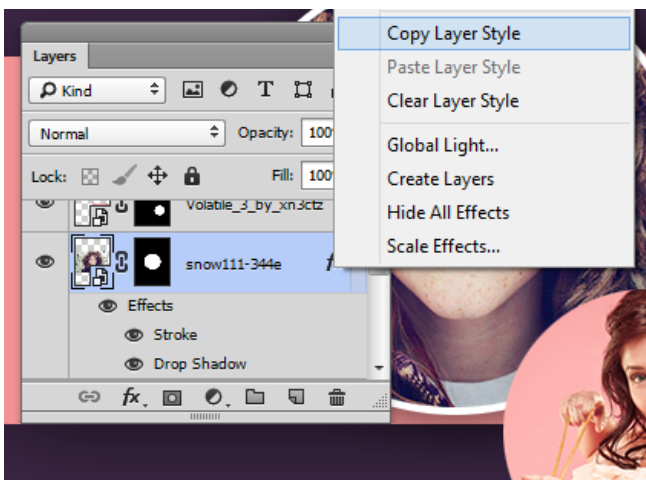 Layers
Kind
Normal
Opacity:
Lock:
Fill:
Volatile_3_by_xn3ctz
snow111-344e
Effects
Stroke
Drop Shadow
fx
Copy Layer Style
Paste Layer Style
Clear Layer Style
Global Light...
Create Layers
Hide All Effects
Scale Effects...